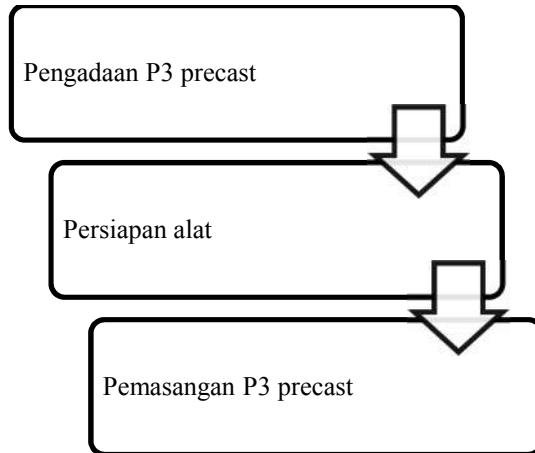 Pengadaan P3 precast
Persiapan alat
Pemasangan P3 precast